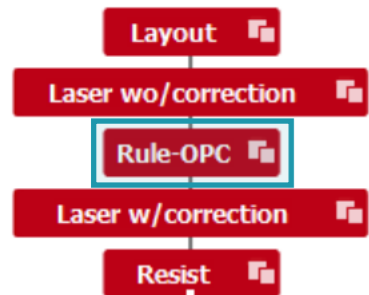 Layout
Laser wo/correction
Rule-OPC
Laser w/correction
Resist